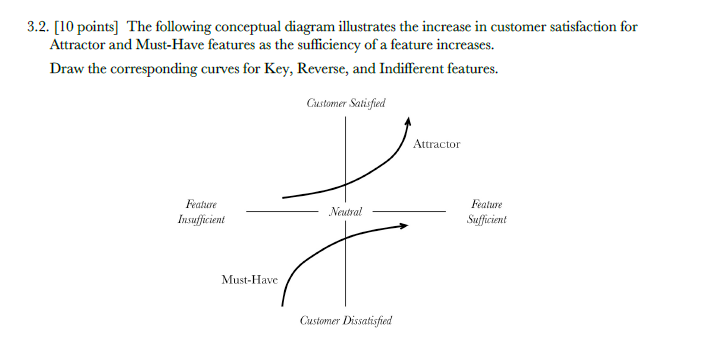 3.2. [10 points] The following conceptual diagram illustrates the increase in customer satisfaction for
Attractor and Must-Have features as the sufficiency of a feature increases.
Draw the corresponding curves for Key, Reverse, and Indifferent features.
Customer Satisfied
Attractor
Feature
Insufficient
Neutral
Feature
Sufficient
Must-Have
Customer Dissatisfied